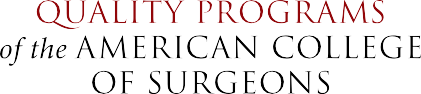 QUALITY PROGRAMS
of the AMERICAN COLLEGE
OF SURGEONS